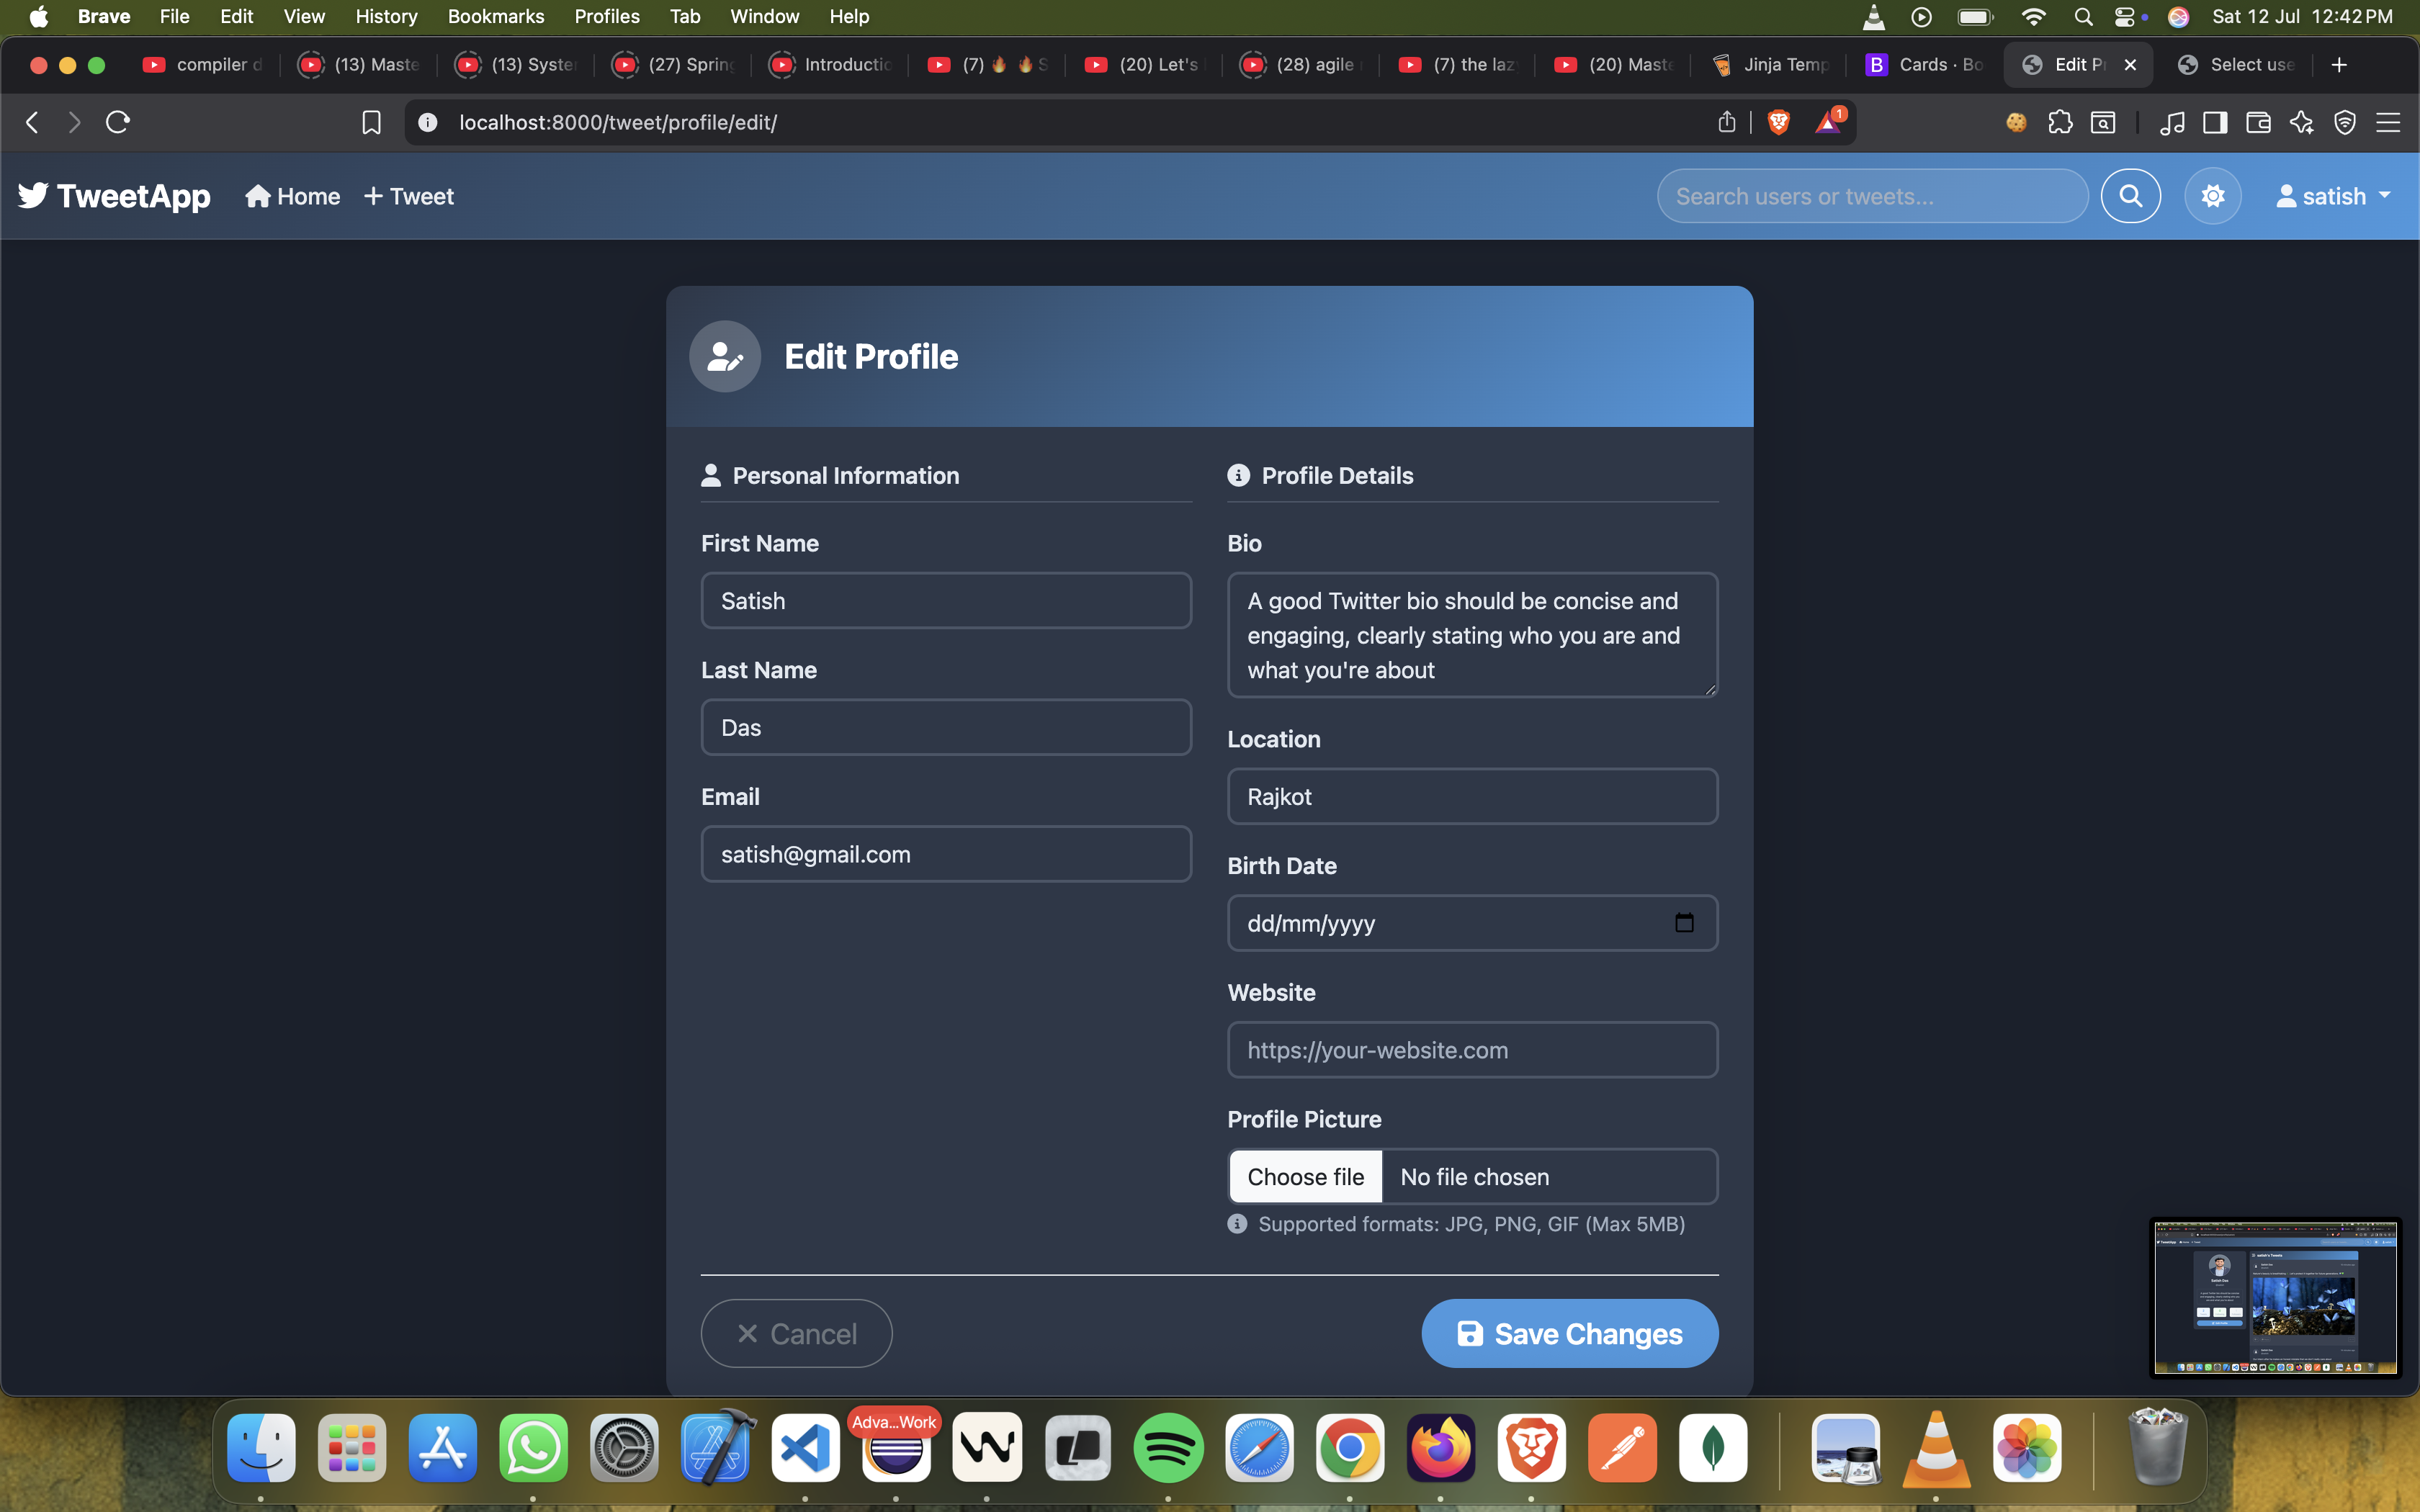 Brave File Edit View History Bookmarks Profiles Tab Window Help Sat 12 Jul 12:42 PM
compiler d (13) Maste (13) Syste (27) Spring Introductio (7) 🔥 🔥 S (20) Let's (28) agile (7) the laz (20) Maste Jinja Temp B Cards · Bo Edit P Select use
localhost:8000/tweet/profile/edit/ 1
TweetApp Home + Tweet Search users or tweets... satish
Edit Profile
Personal Information
First Name
Satish
Last Name
Das
Email
satish@gmail.com
Profile Details
Bio
A good Twitter bio should be concise and
engaging, clearly stating who you are and
what you're about
Location
Rajkot
Birth Date
dd/mm/yyyy
Website
https://your-website.com
Profile Picture
Choose file No file chosen
Supported formats: JPG, PNG, GIF (Max 5MB)
Cancel Save Changes
Adva...Work